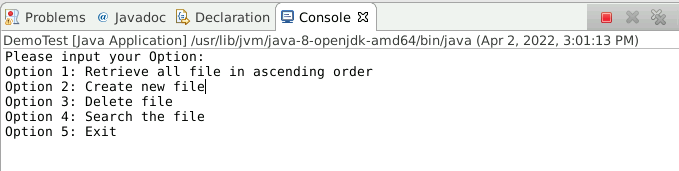 Problems @ Javadoc Declaration Console
DemoTest [Java Application] /usr/lib/jvm/java-8-openjdk-amd64/bin/java (Apr 2, 2022, 3:01:13 PM)
Please input your Option:
Option 1: Retrieve all file in ascending order
Option 2: Create new file
Option 3: Delete file
Option 4: Search the file
Option 5: Exit